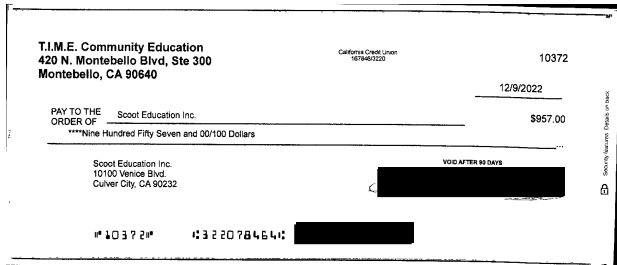 T.I.M.E. Community Education
420 N. Montebello Blvd, Ste 300
Montebello, CA 90640
California Credit Union
167846/3220
10372
12/9/2022
PAY TO THE
ORDER OF
Scoot Education Inc.
$957.00
****Nine Hundred Fifty Seven and 00/100 Dollars
Scoot Education Inc.
10100 Venice Blvd.
Culver City, CA 90232
VOID AFTER 90 DAYS
Security features. Details on back
⑈10372⑈ ⑆322078464⑆